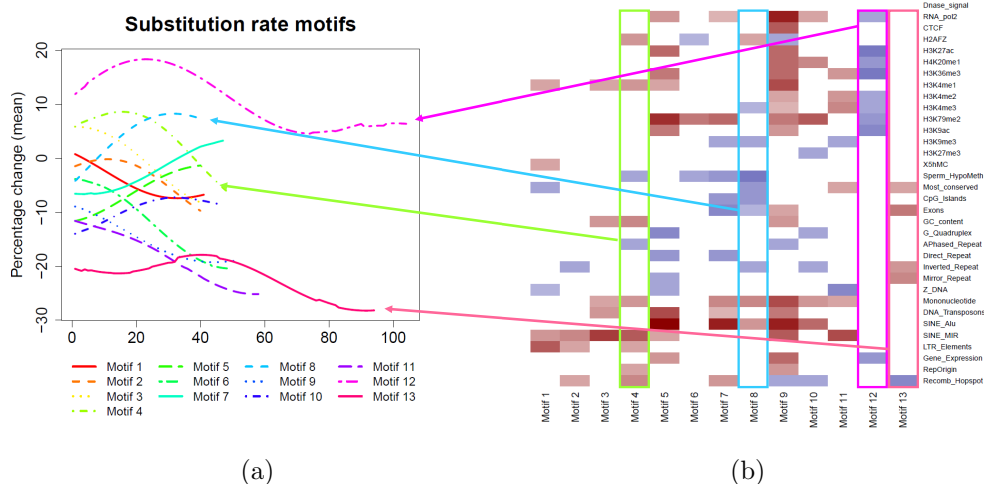 Substitution rate motifs
Percentage change (mean)
20
10
0
−10
−20
−30
0 20 40 60 80 100
Motif 1 Motif 5 Motif 8 Motif 11
Motif 2 Motif 6 Motif 9 Motif 12
Motif 3 Motif 7 Motif 10 Motif 13
Motif 4
(a)
Dnase_signal
RNA_pol2
CTCF
H2AFZ
H3K27ac
H4K20me1
H3K36me3
H3K4me1
H3K4me2
H3K4me3
H3K79me2
H3K9ac
H3K9me3
H3K27me3
X5hMC
Sperm_HypoMeth
Most_conserved
CpG_Islands
Exons
GC_content
G_Quadruplex
APhased_Repeat
Direct_Repeat
Inverted_Repeat
Mirror_Repeat
Z_DNA
Mononucleotide
DNA_Transposons
SINE_Alu
SINE_MIR
LTR_Elements
Gene_Expression
RepOrigin
Recomb_Hopspot
Motif 1
Motif 2
Motif 3
Motif 4
Motif 5
Motif 6
Motif 7
Motif 8
Motif 9
Motif 10
Motif 11
Motif 12
Motif 13
(b)